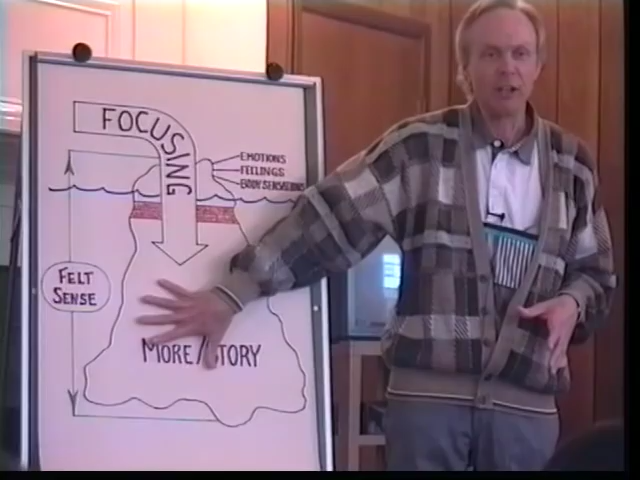 FOCUSING
EMOTIONS
FEELINGS
BODY SENSATIONS
FELT
SENSE
MORE/STORY